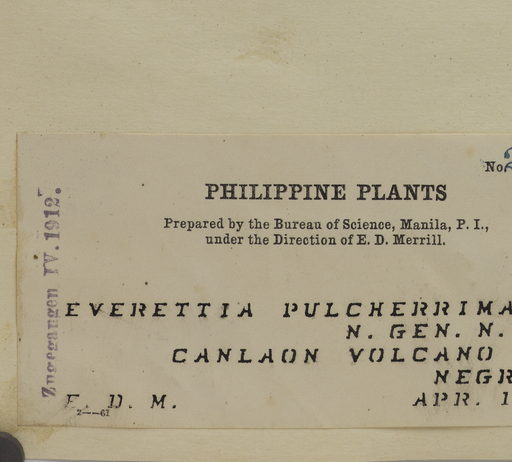 No
PHILIPPINE PLANTS
Prepared by the Bureau of Science, Manila, P. I.,
under the Direction of E. D. Merrill.
EVERETTIA PULCHERRIMA
N. GEN. N.
CANLAON VOLCANO
NEGR
E. D. M. APR. 1
2——61
Zugegangen IV. 1912.